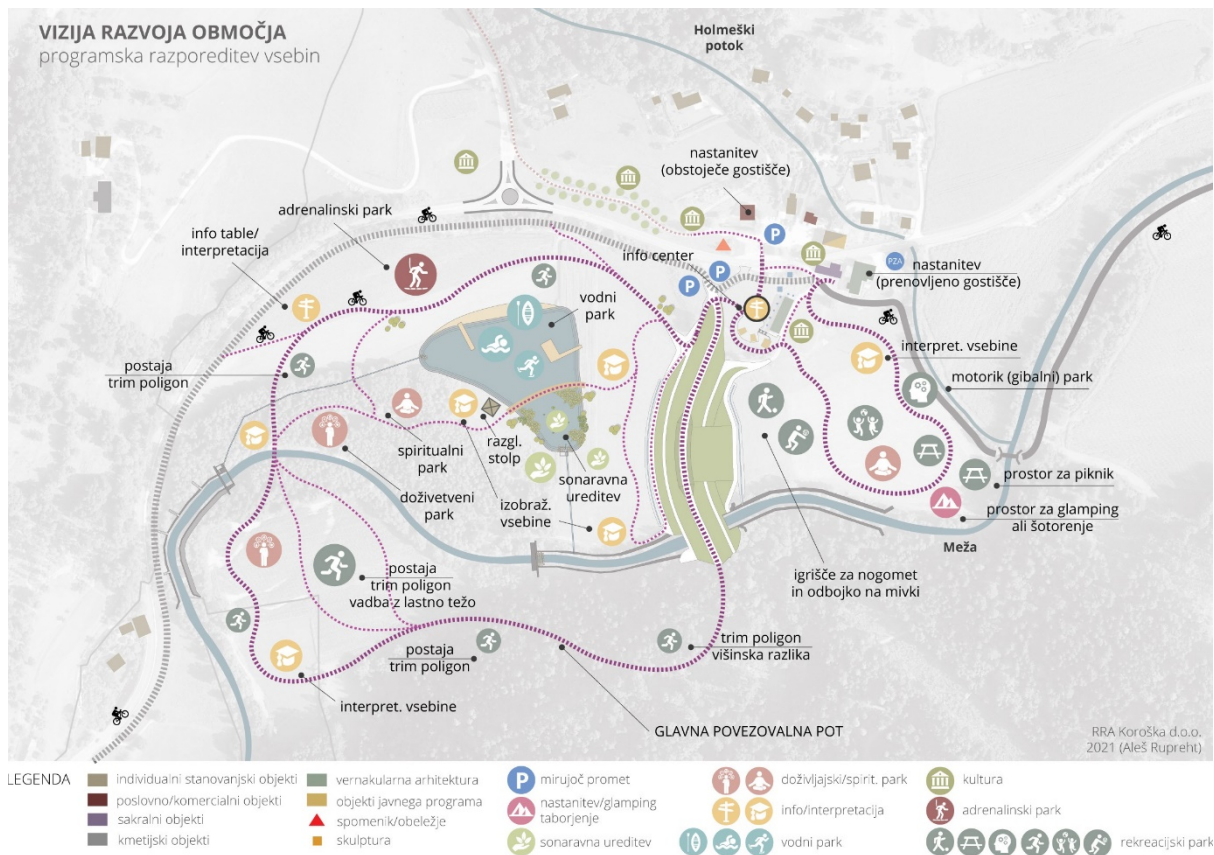 VIZIJA RAZVOJA OBMOČJA
programska razporeditev vsebin
Holmeški
potok
nastanitev
(obstoječe gostišče)
adrenalinski park
info table/
interpretacija
P
info center
P
P
PZA
nastanitev
(prenovljeno gostišče)
vodni
park
interpret. vsebine
postaja
trim poligon
motorik (gibalni) park
spiritualni
park
razgl.
stolp
doživetveni
park
sonaravna
ureditev
izobraž.
vsebine
prostor za piknik
prostor za glamping
ali šotorenje
Meža
igrišče za nogomet
in odbojko na mivki
postaja
trim poligon
vadba z lastno težo
postaja
trim poligon
trim poligon
višinska razlika
interpret. vsebine
GLAVNA POVEZOVALNA POT
RRA Koroška d.o.o.
2021 (Aleš Rupreht)
LEGENDA
individualni stanovanjski objekti
poslovno/komercialni objekti
sakralni objekti
kmetijski objekti
vernakularna arhitektura
objekti javnega programa
spomenik/obeležje
skulptura
P mirujoč promet
nastanitev/glamping
taborjenje
sonaravna ureditev
doživljajski/spirit. park
info/interpretacija
vodni park
kultura
adrenalinski park
rekreacijski park